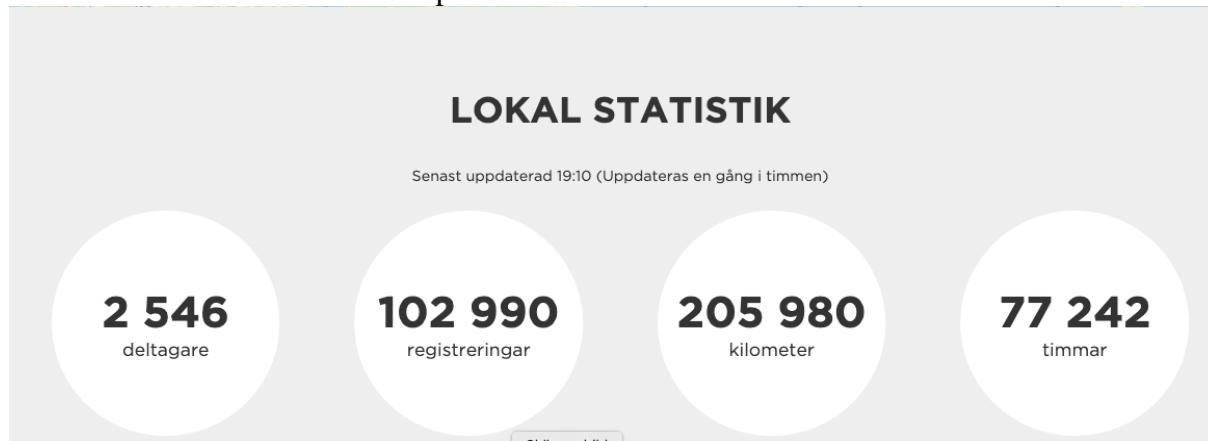 LOKAL STATISTIK
Senast uppdaterad 19:10 (Uppdateras en gång i timmen)
2 546
deltagare
102 990
registreringar
205 980
kilometer
77 242
timmar